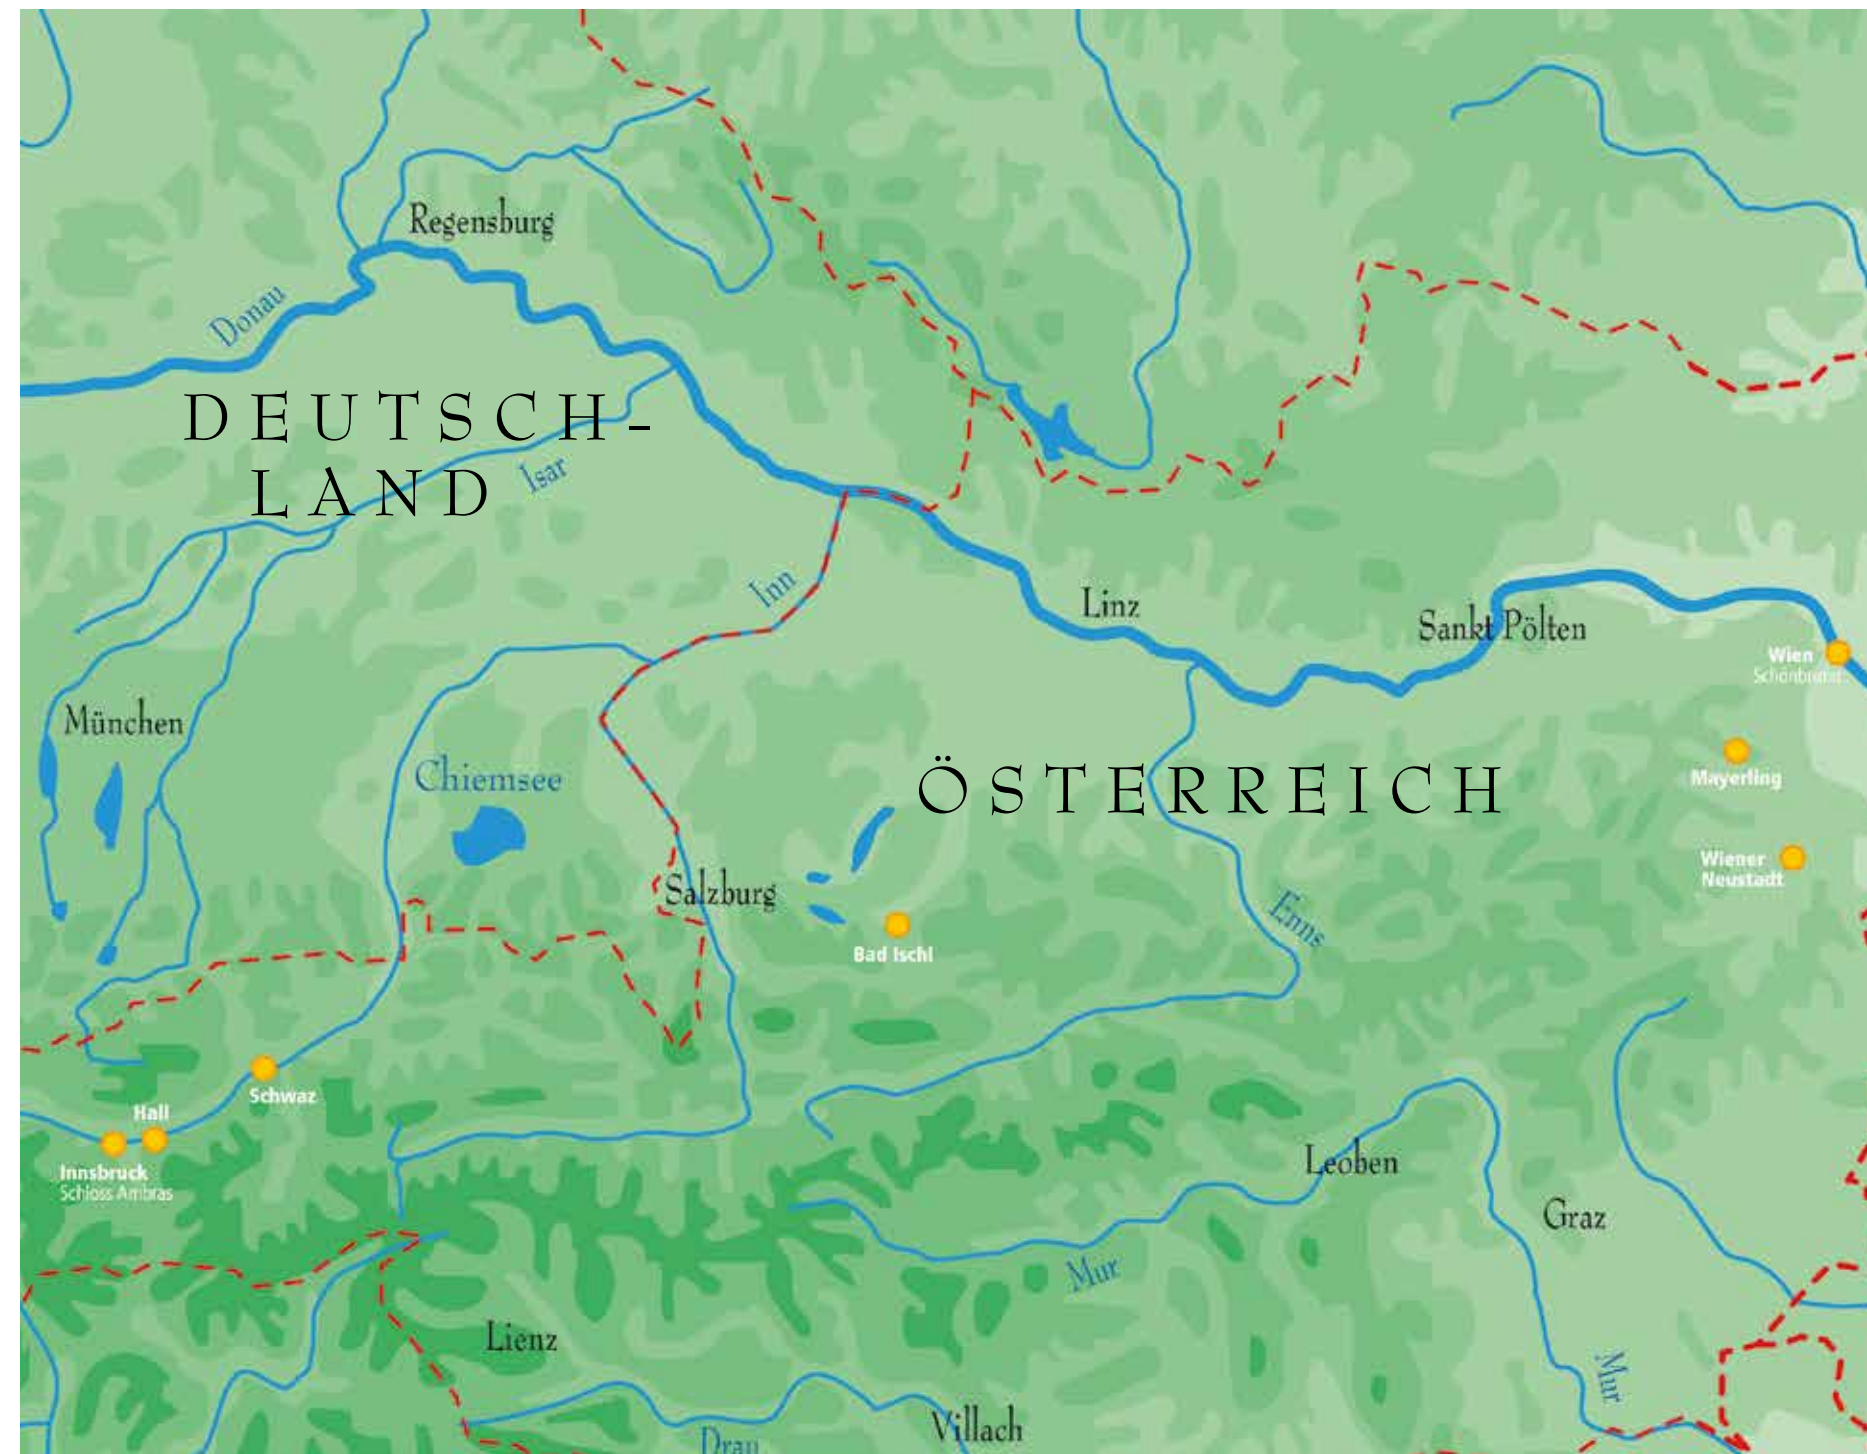 Regensburg
Donau
DEUTSCH-
LAND
Isar
Inn
Linz
Sankt Pölten
Wien
Schönbrunn
München
Chiemsee
ÖSTERREICH
Mayerling
Wiener
Neustadt
Salzburg
Enns
Bad Ischl
Schwaz
Hall
Innsbruck
Schloss Ambras
Leoben
Graz
Mur
Lienz
Mur
Villach
Drau